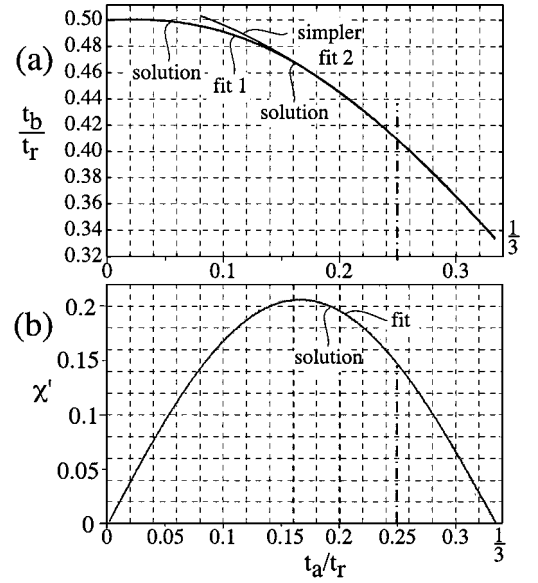 (a)
t_b
t_r
0.50
0.48
0.46
0.44
0.42
0.40
0.38
0.36
0.34
0.32
solution
fit 1
simpler
fit 2
solution
0
0.1
0.2
0.3
1
3
(b)
χ'
0.2
0.15
0.1
0.05
0
fit
solution
0
0.05
0.1
0.15
0.2
0.25
0.3
1
3
t_a/t_r